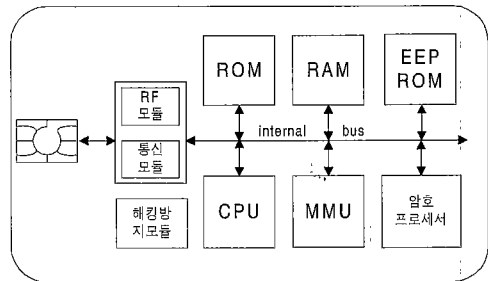 ROM
RAM
EEP
ROM
RF
모듈
통신
모듈
internal bus
해킹방
지모듈
CPU
MMU
암호
프로세서